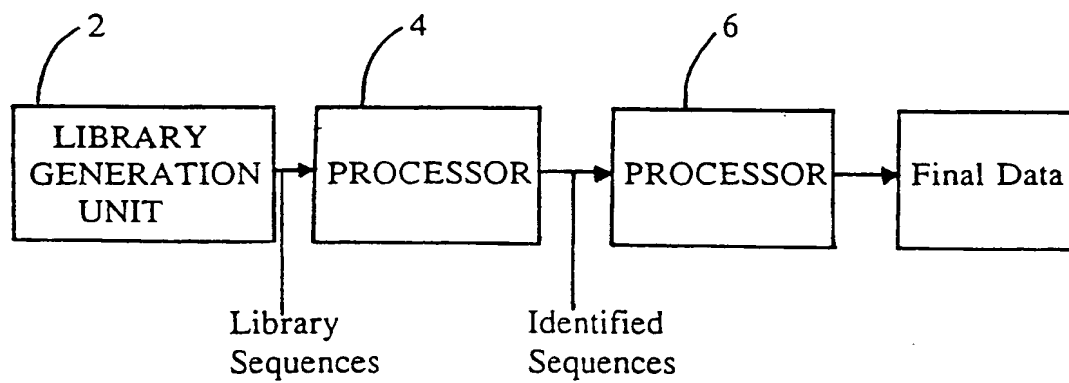 2
4
6
LIBRARY
GENERATION
UNIT
PROCESSOR
PROCESSOR
Final Data
Library
Sequences
Identified
Sequences